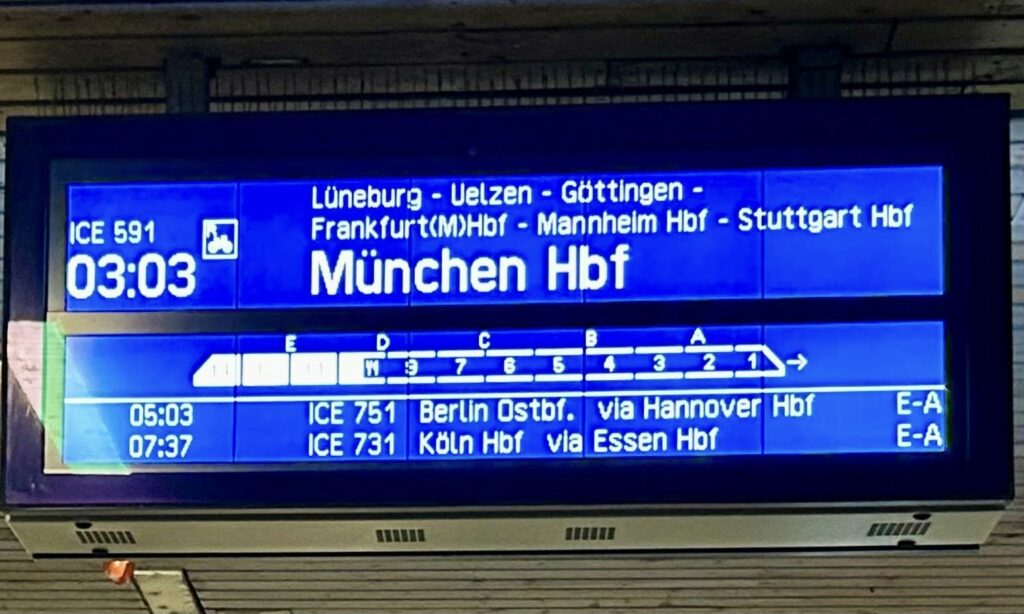 Lüneburg - Uelzen - Göttingen -
ICE 591 Frankfurt(M)Hbf - Mannheim Hbf - Stuttgart Hbf
03:03 München Hbf
E D C B A
9 7 6 5 4 3 2 1 →
05:03 ICE 751 Berlin Ostbf. via Hannover Hbf E-A
07:37 ICE 731 Köln Hbf via Essen Hbf E-A